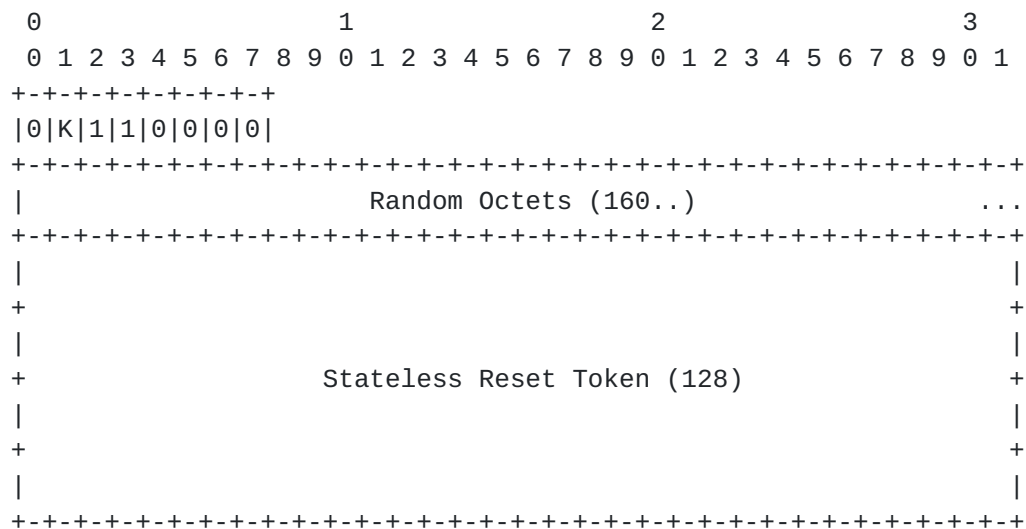 0                   1                   2                   3
 0 1 2 3 4 5 6 7 8 9 0 1 2 3 4 5 6 7 8 9 0 1 2 3 4 5 6 7 8 9 0 1
+-+-+-+-+-+-+-+-+
|0|K|1|1|0|0|0|0|
+-+-+-+-+-+-+-+-+-+-+-+-+-+-+-+-+-+-+-+-+-+-+-+-+-+-+-+-+-+-+-+-+
|                      Random Octets (160..)                  ...
+-+-+-+-+-+-+-+-+-+-+-+-+-+-+-+-+-+-+-+-+-+-+-+-+-+-+-+-+-+-+-+-+
|                                                               |
+                                                               +
|                                                               |
+                   Stateless Reset Token (128)                 +
|                                                               |
+                                                               +
|                                                               |
+-+-+-+-+-+-+-+-+-+-+-+-+-+-+-+-+-+-+-+-+-+-+-+-+-+-+-+-+-+-+-+-+